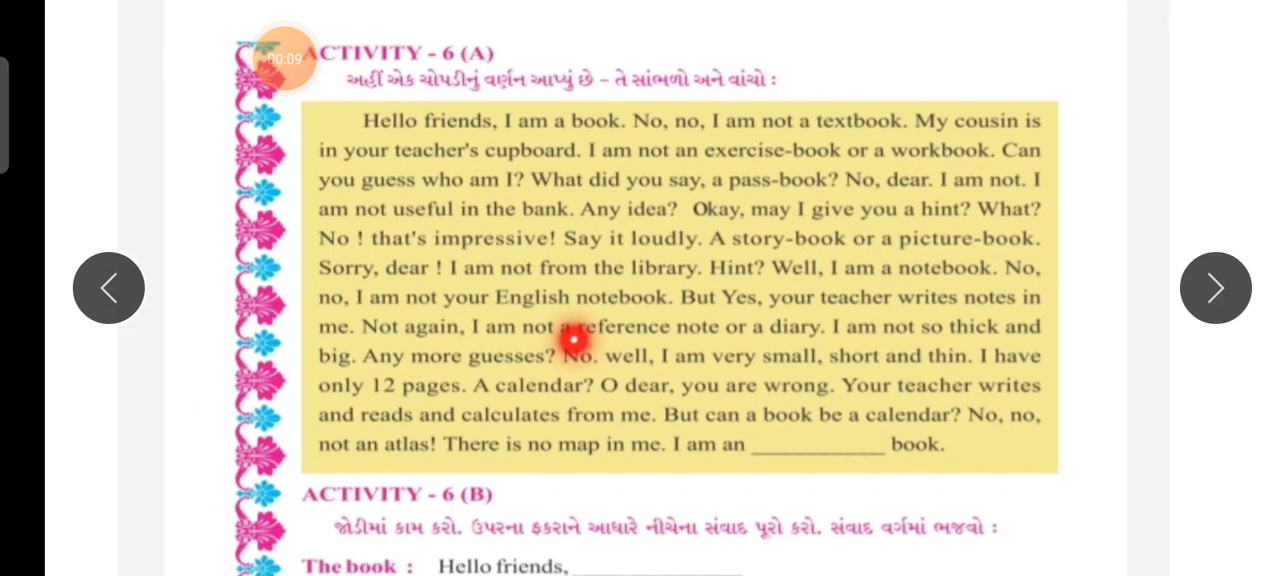 00:09
ACTIVITY - 6 (A)
અહીં એક ચોપડીનું વર્ણન આપ્યું છે – તે સાંભળો અને વાંચો :
Hello friends, I am a book. No, no, I am not a textbook. My cousin is
in your teacher's cupboard. I am not an exercise-book or a workbook. Can
you guess who am I? What did you say, a pass-book? No, dear. I am not. I
am not useful in the bank. Any idea? Okay, may I give you a hint? What?
No ! that's impressive! Say it loudly. A story-book or a picture-book.
Sorry, dear ! I am not from the library. Hint? Well, I am a notebook. No,
no, I am not your English notebook. But Yes, your teacher writes notes in
me. Not again, I am not a reference note or a diary. I am not so thick and
big. Any more guesses? No. well, I am very small, short and thin. I have
only 12 pages. A calendar? O dear, you are wrong. Your teacher writes
and reads and calculates from me. But can a book be a calendar? No, no,
not an atlas! There is no map in me. I am an ____________ book.
ACTIVITY - 6 (B)
જોડીમાં કામ કરો. ઉપરના ફકરાને આધારે નીચેના સંવાદ પૂરો કરો. સંવાદ વર્ગમાં ભજવો :
The book : Hello friends, _______________